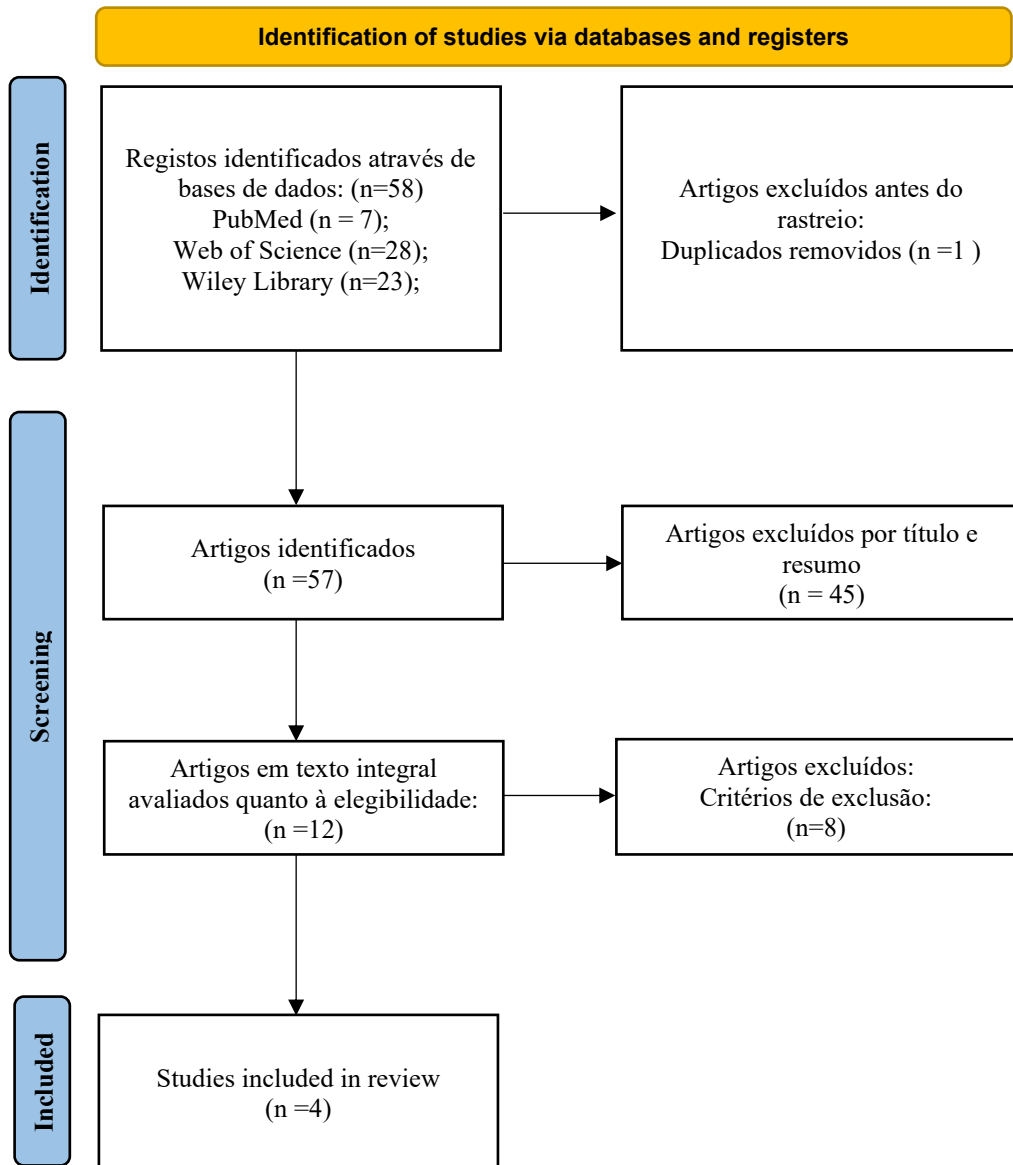 Identification of studies via databases and registers
Identification
Registos identificados através de
bases de dados: (n=58)
PubMed (n = 7);
Web of Science (n=28);
Wiley Library (n=23);
Artigos excluídos antes do
rastreio:
Duplicados removidos (n =1 )
Screening
Artigos identificados
(n =57)
Artigos excluídos por título e
resumo
(n = 45)
Artigos em texto integral
avaliados quanto à elegibilidade:
(n =12)
Artigos excluídos:
Critérios de exclusão:
(n=8)
Included
Studies included in review
(n =4)